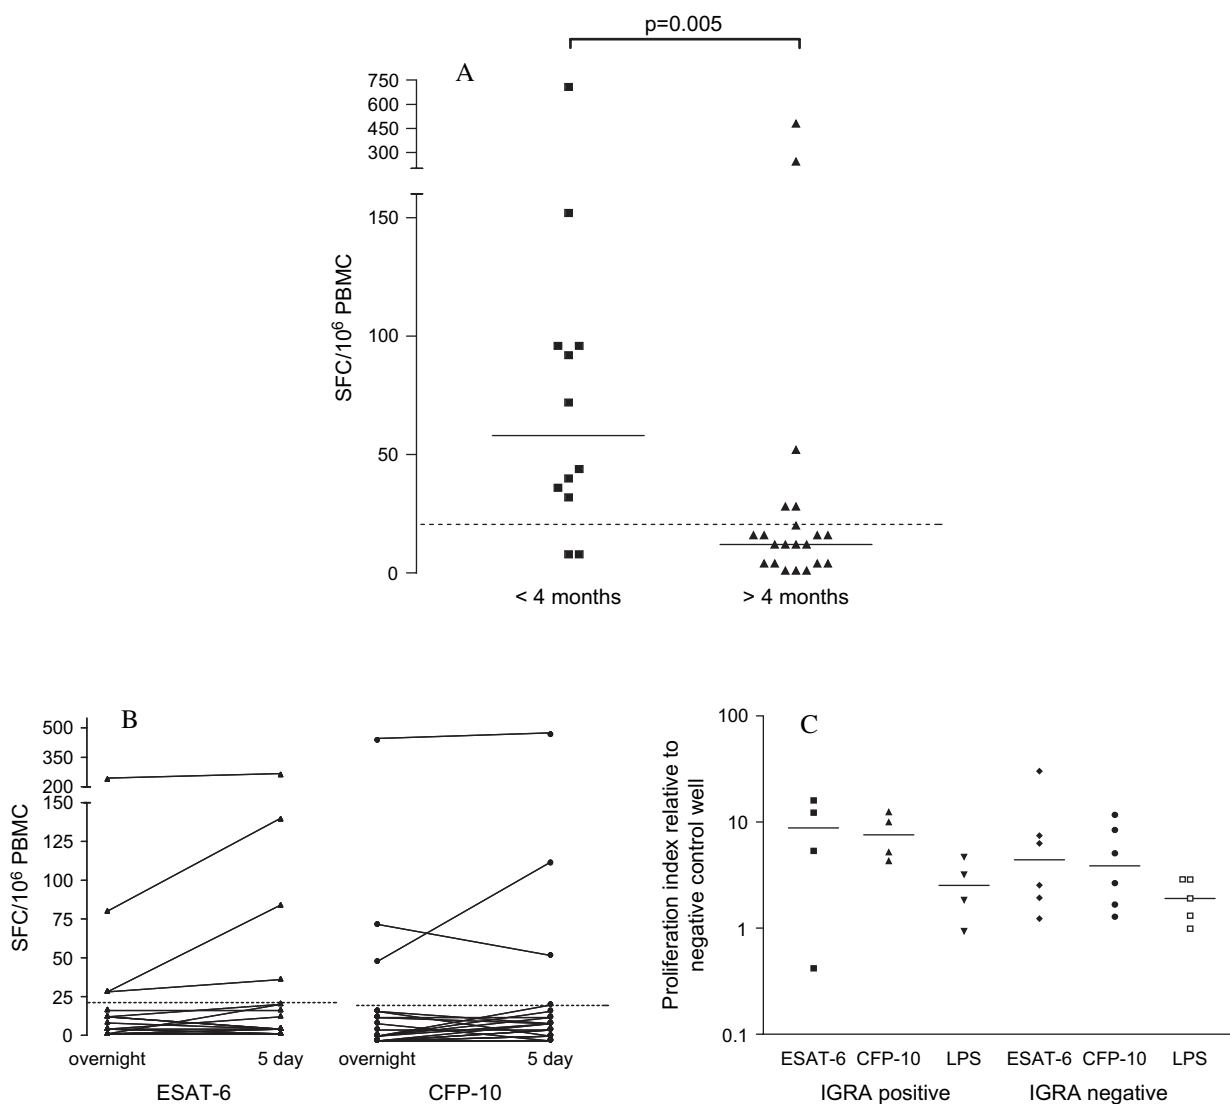 p=0.005
A
750
600
450
300
150
100
50
0
SFC/10⁶ PBMC
< 4 months
> 4 months
B
500
350
200
150
125
100
75
50
25
0
SFC/10⁶ PBMC
overnight
5 day
overnight
5 day
ESAT-6
CFP-10
C
100
10
1
0.1
Proliferation index relative to
negative control well
ESAT-6
CFP-10
LPS
ESAT-6
CFP-10
LPS
IGRA positive
IGRA negative